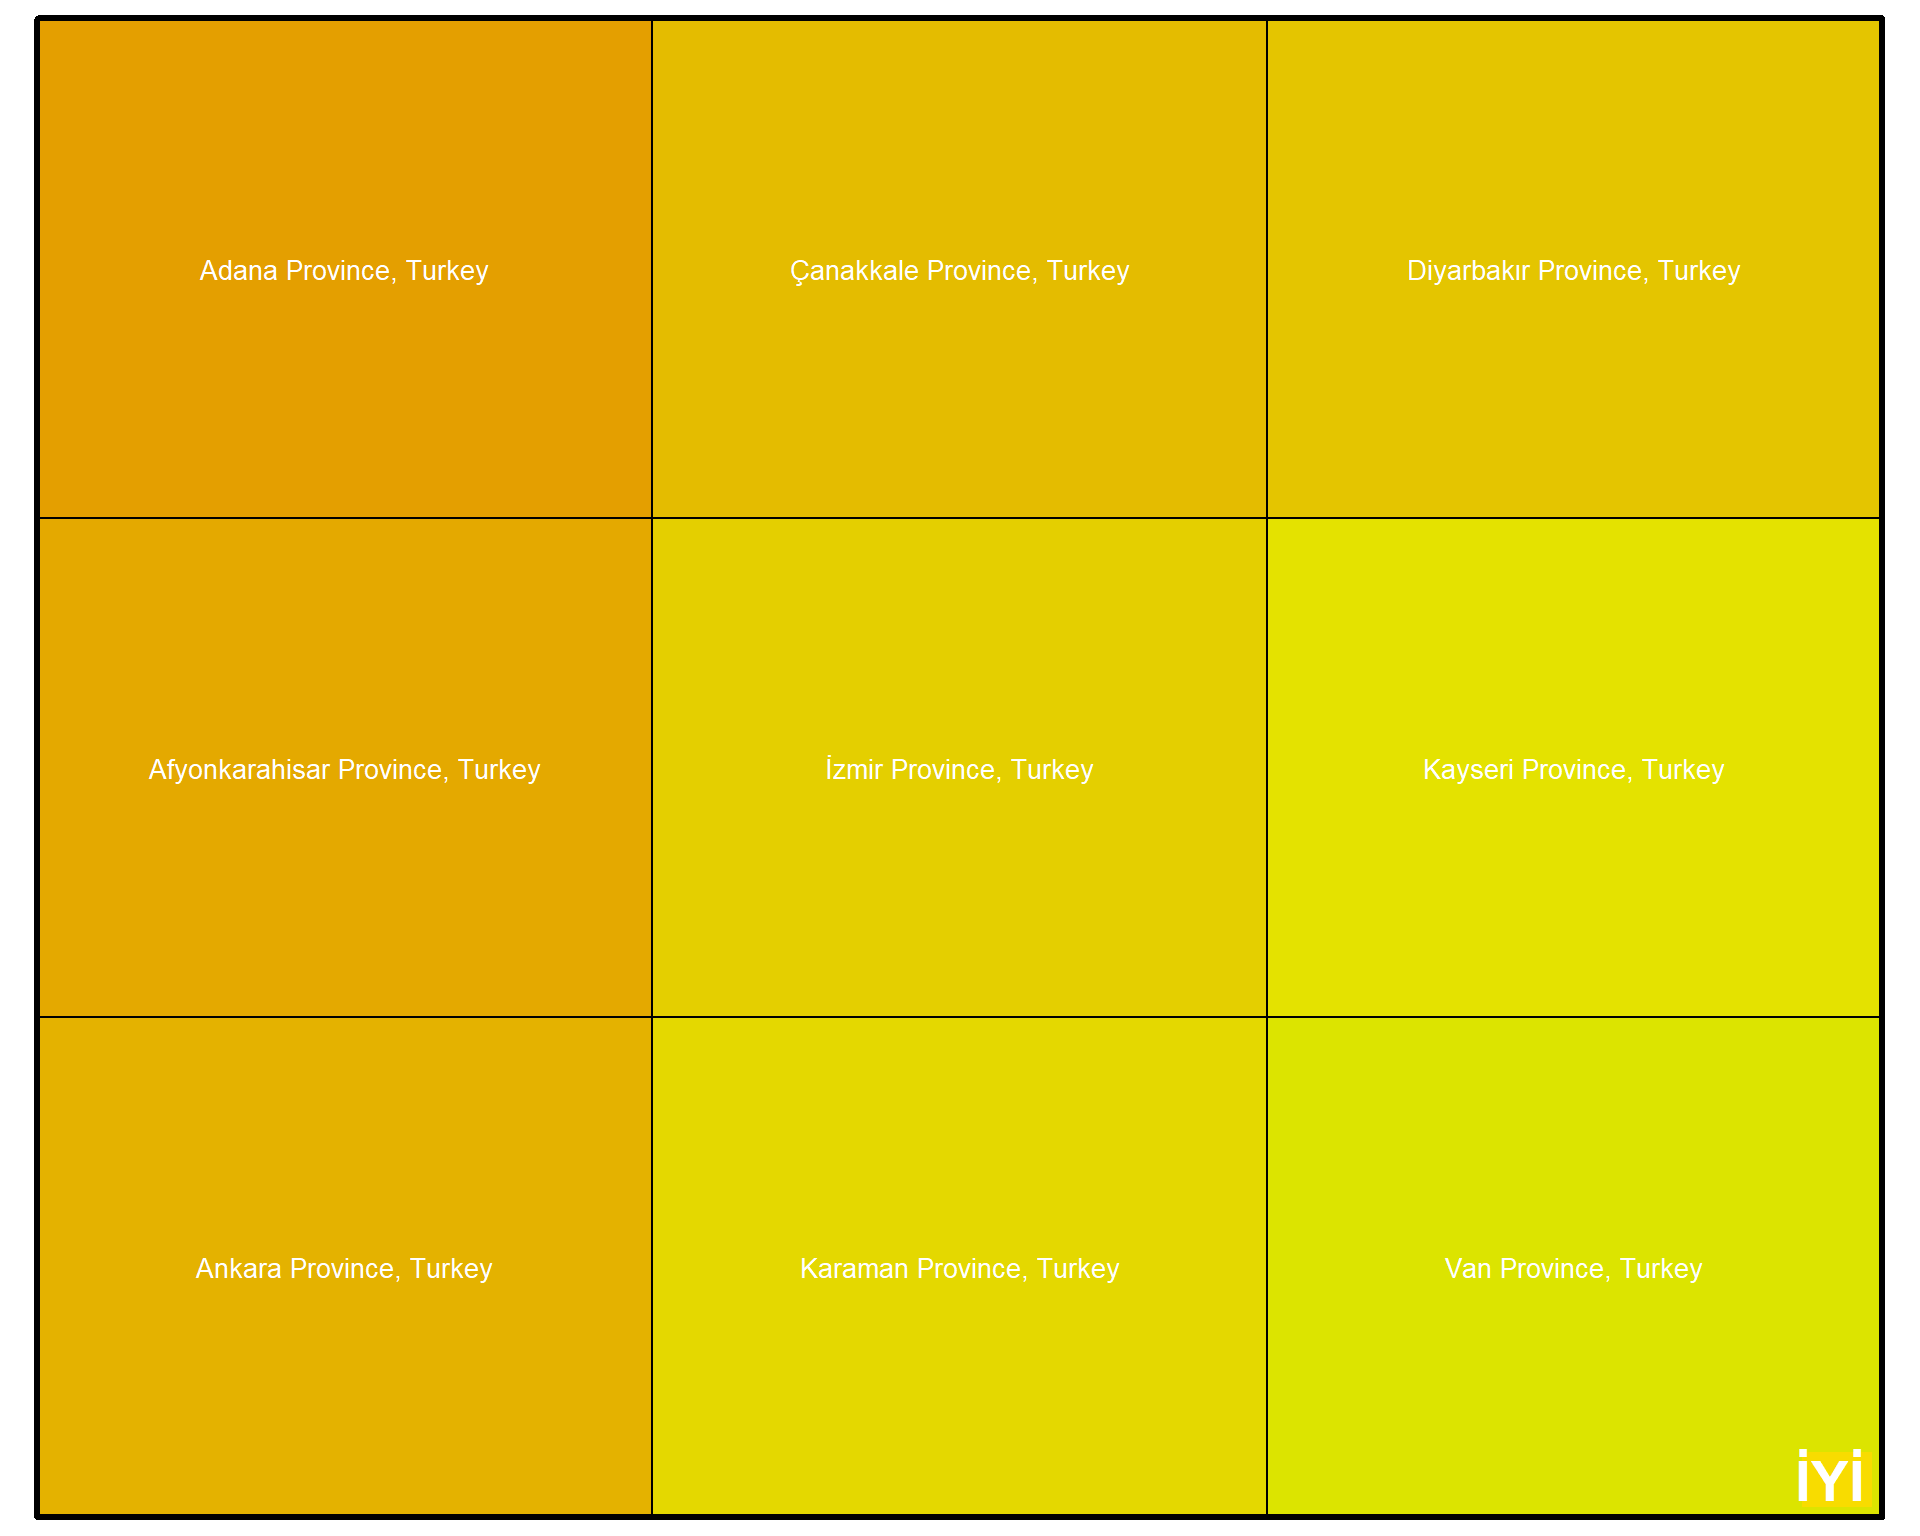 Adana Province, Turkey
Çanakkale Province, Turkey
Diyarbakır Province, Turkey
Afyonkarahisar Province, Turkey
İzmir Province, Turkey
Kayseri Province, Turkey
Ankara Province, Turkey
Karaman Province, Turkey
Van Province, Turkey
İYİ